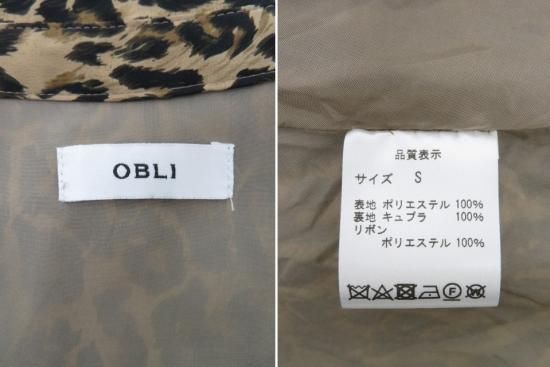 OBLI
品質表示
サイズ S
表地 ポリエステル 100%
裏地 キュプラ 100%
リボン
ポリエステル 100%